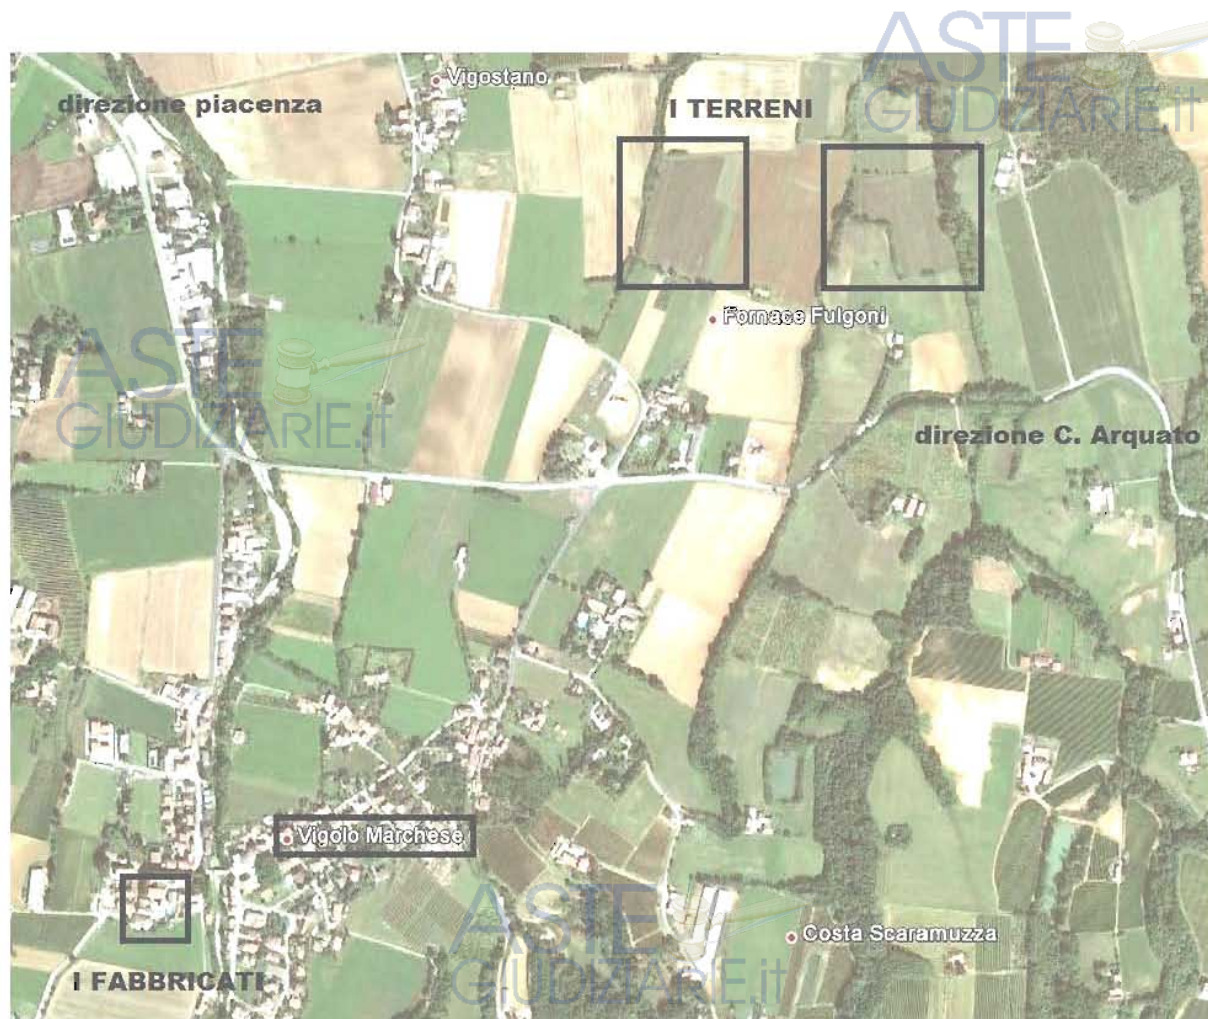 ASTE
GIUDIZIARIE.it
Vigostano
direzione piacenza
I TERRENI
Fornace Fulgoni
ASTE
GIUDIZIARIE.it
direzione C. Arquato
Vigolo Marchese
ASTE
GIUDIZIARIE.it
Costa Scaramuzza
I FABBRICATI